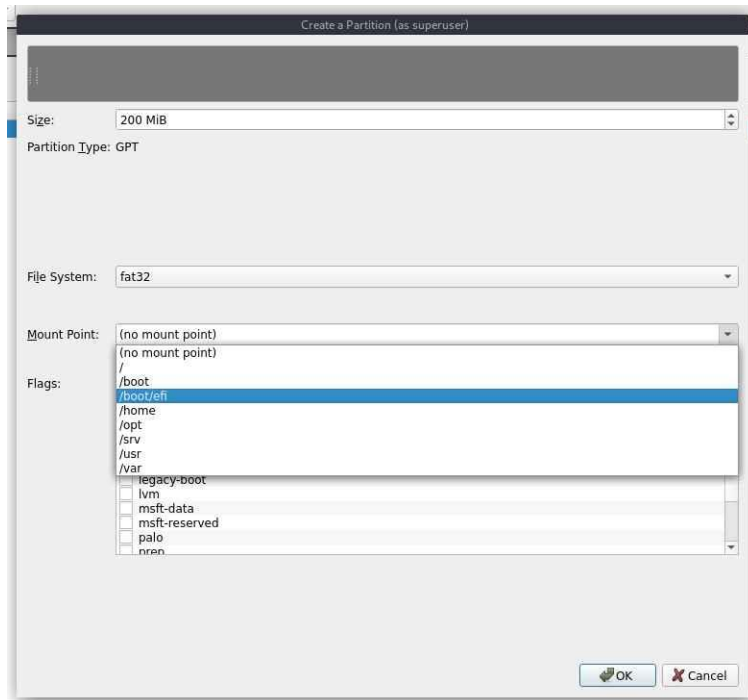 Create a Partition (as superuser)
Size: 200 MiB
Partition Type: GPT
File System: fat32
Mount Point: (no mount point)
(no mount point)
/
/boot
Flags:
/boot/efi
/home
/opt
/srv
/usr
/var
legacy-boot
lvm
msft-data
msft-reserved
palo
prep
OK Cancel